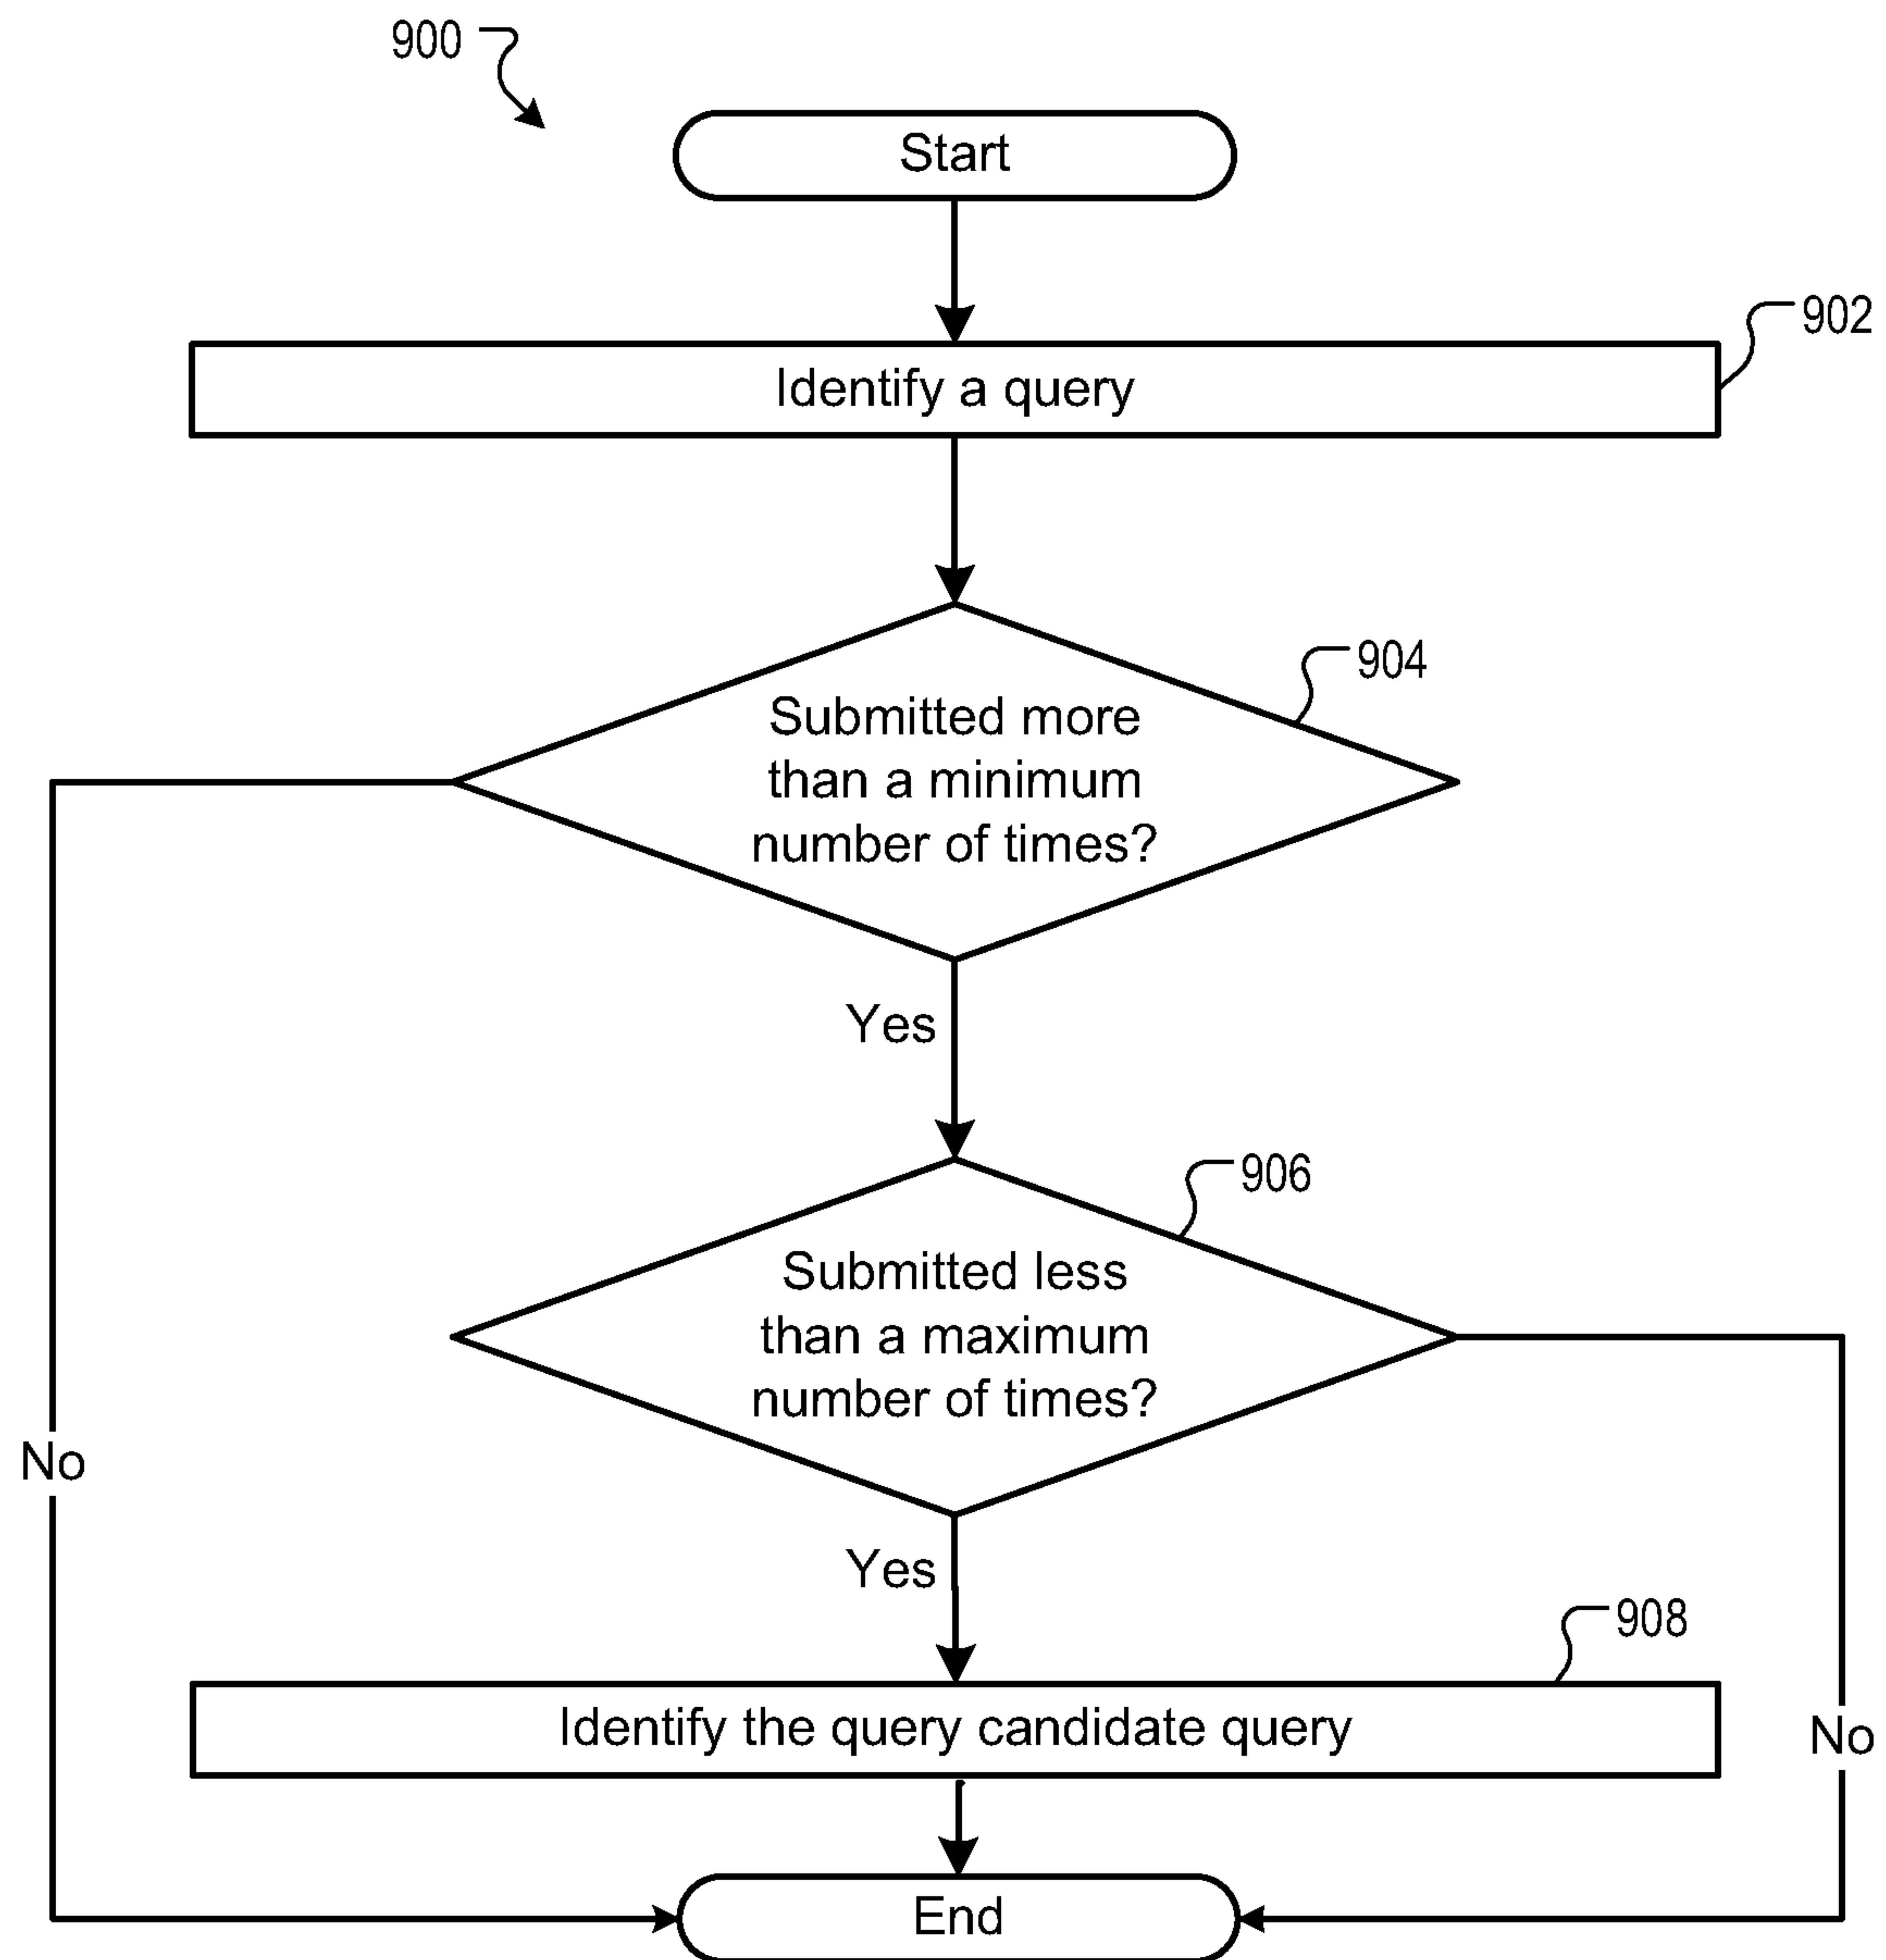 900
Start
902
Identify a query
904
Submitted more
than a minimum
number of times?
Yes
906
Submitted less
than a maximum
number of times?
No
Yes
908
Identify the query candidate query
No
End